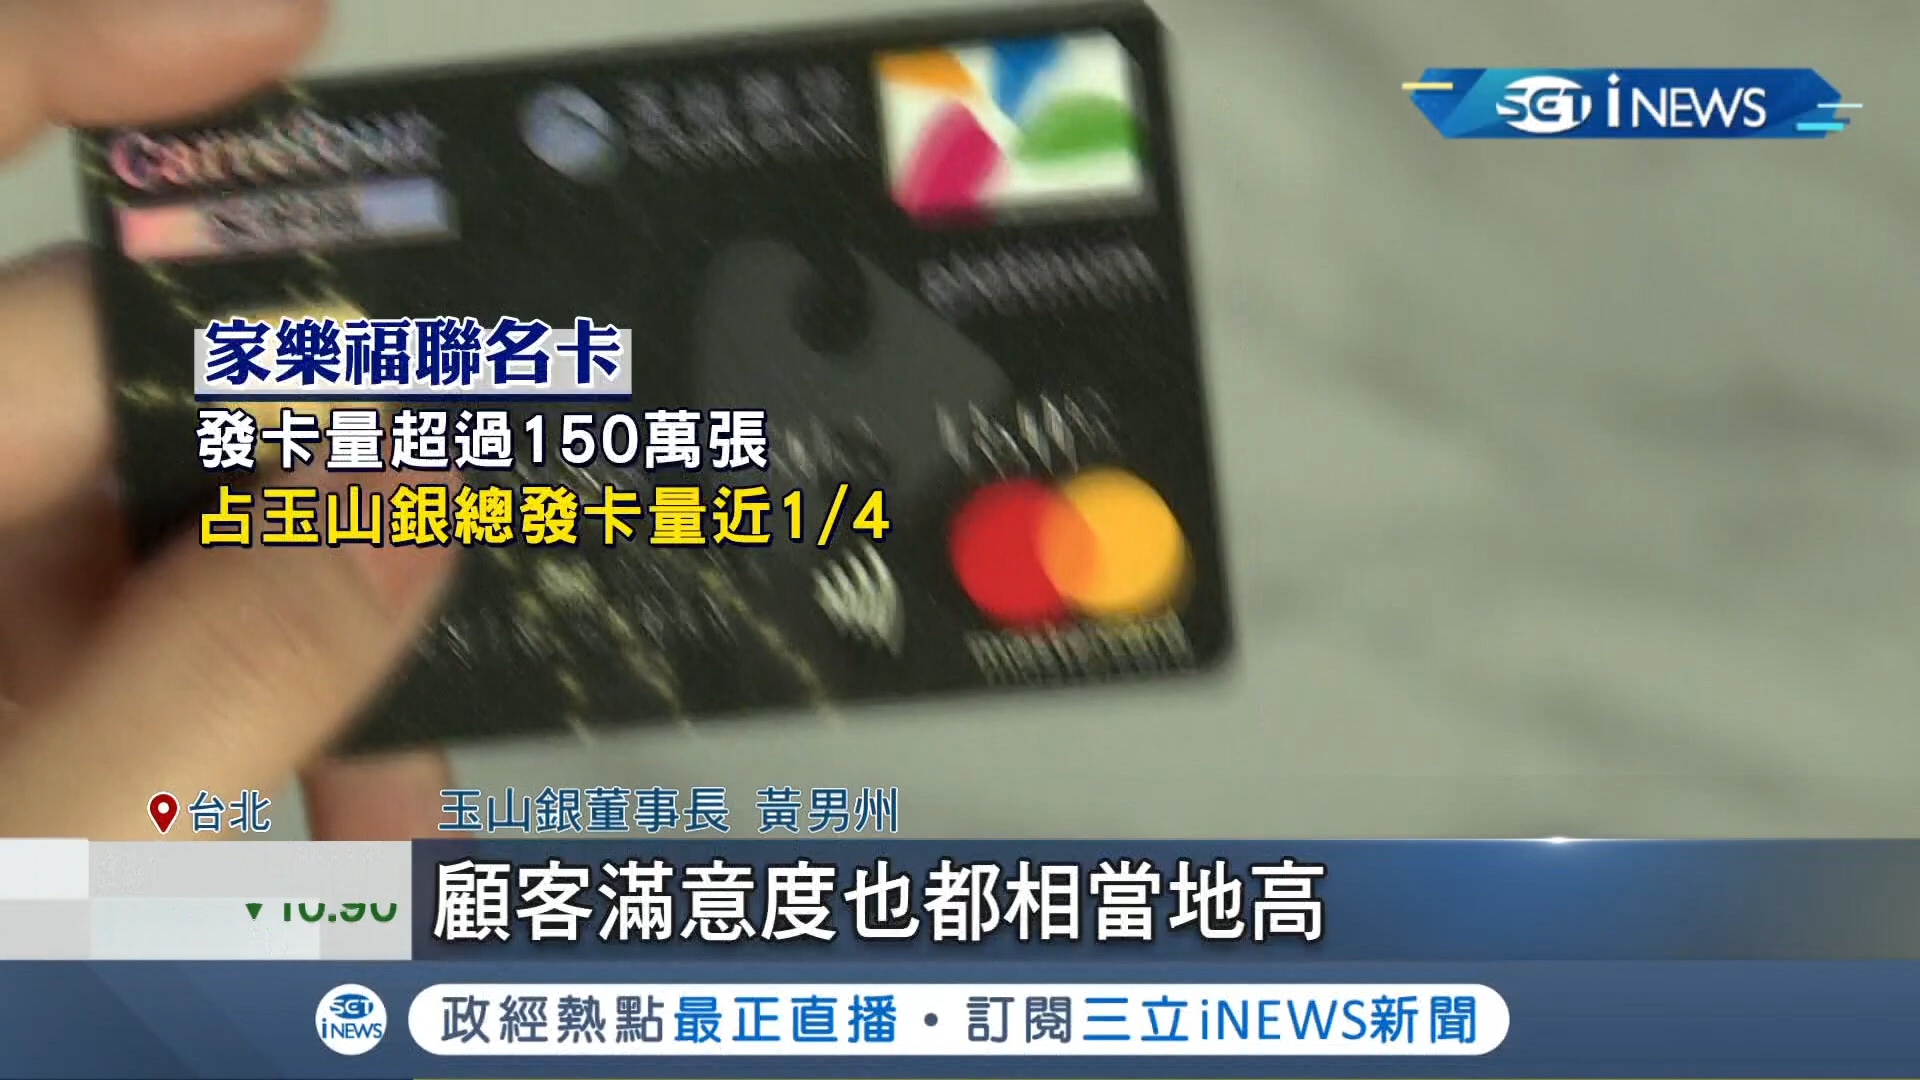 SET iNEWS
家樂福聯名卡
發卡量超過150萬張
占玉山銀總發卡量近1/4
台北
玉山銀董事長 黃男州
顧客滿意度也都相當地高
SET iNEWS
政經熱點最正直播・訂閱三立iNEWS新聞